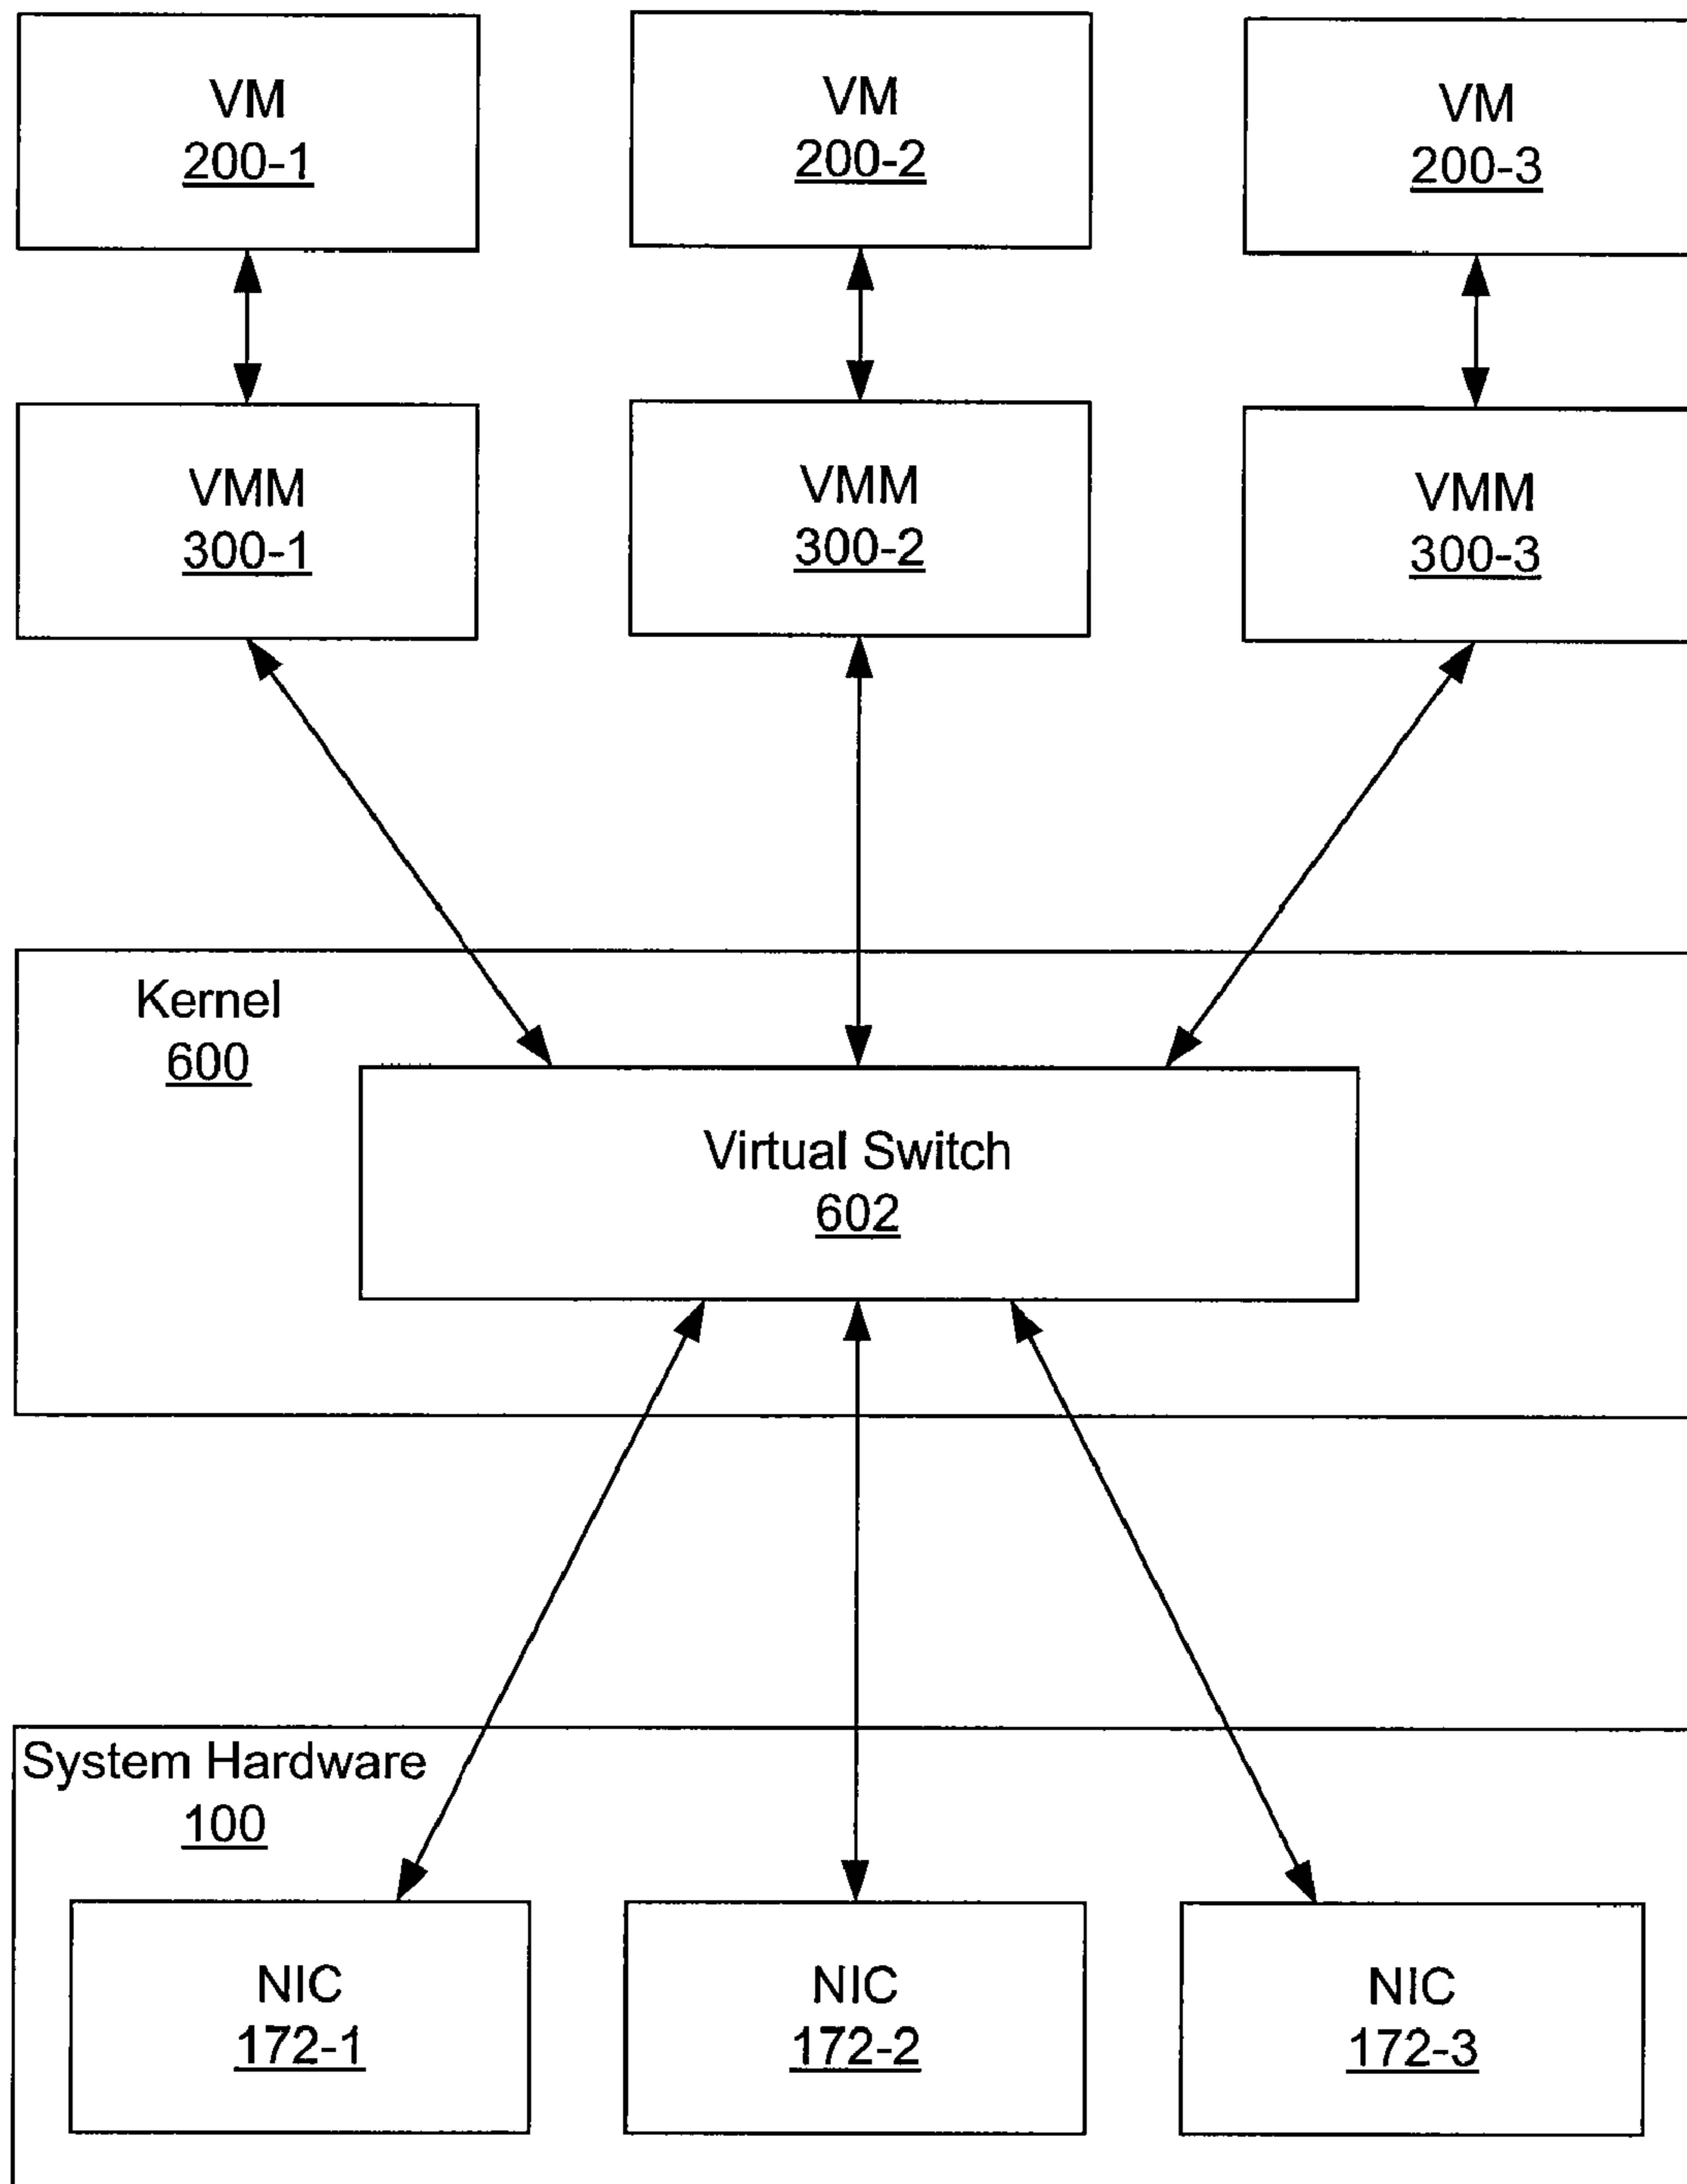 VM
200-1
VM
200-2
VM
200-3
VMM
300-1
VMM
300-2
VMM
300-3
Kernel
600
Virtual Switch
602
System Hardware
100
NIC
172-1
NIC
172-2
NIC
172-3